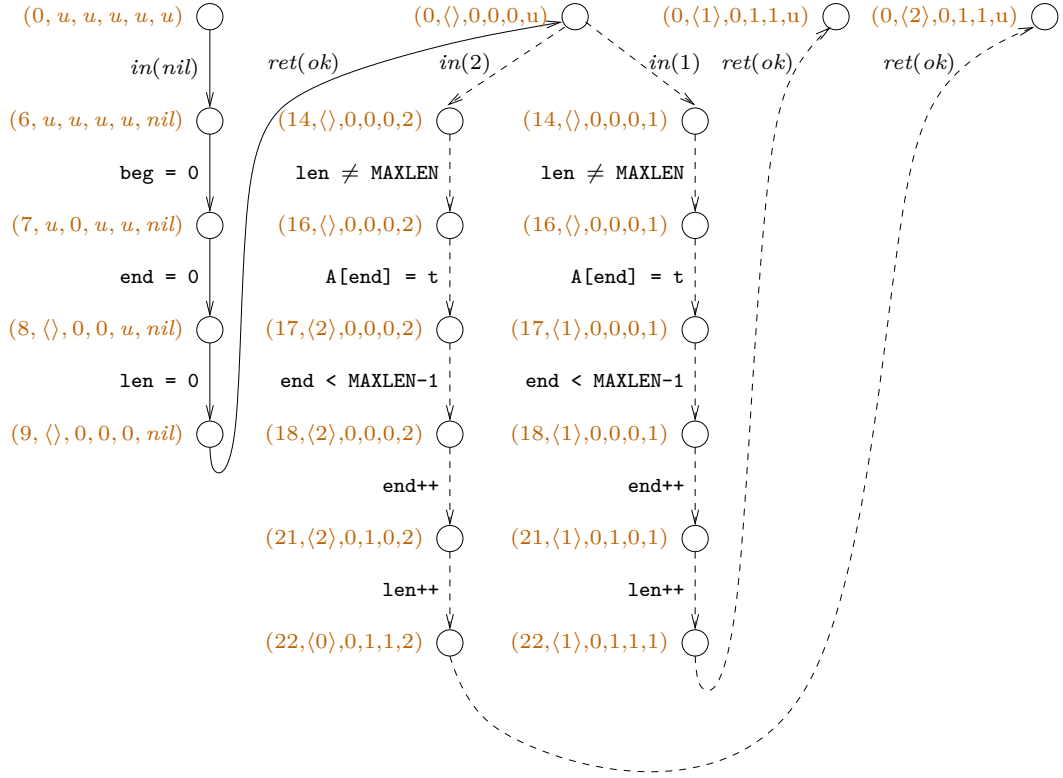 (0, u, u, u, u, u) (0,⟨⟩,0,0,0,u) (0,⟨1⟩,0,1,1,u) (0,⟨2⟩,0,1,1,u)
in(nil) ret(ok) in(2) in(1) ret(ok) ret(ok)
(6, u, u, u, u, nil) (14,⟨⟩,0,0,0,2) (14,⟨⟩,0,0,0,1)
beg = 0 len ≠ MAXLEN len ≠ MAXLEN
(7, u, 0, u, u, nil) (16,⟨⟩,0,0,0,2) (16,⟨⟩,0,0,0,1)
end = 0 A[end] = t A[end] = t
(8, ⟨⟩, 0, 0, u, nil) (17,⟨2⟩,0,0,0,2) (17,⟨1⟩,0,0,0,1)
len = 0 end < MAXLEN-1 end < MAXLEN-1
(9, ⟨⟩, 0, 0, 0, nil) (18,⟨2⟩,0,0,0,2) (18,⟨1⟩,0,0,0,1)
end++ end++
(21,⟨2⟩,0,1,0,2) (21,⟨1⟩,0,1,0,1)
len++ len++
(22,⟨0⟩,0,1,1,2) (22,⟨1⟩,0,1,1,1)